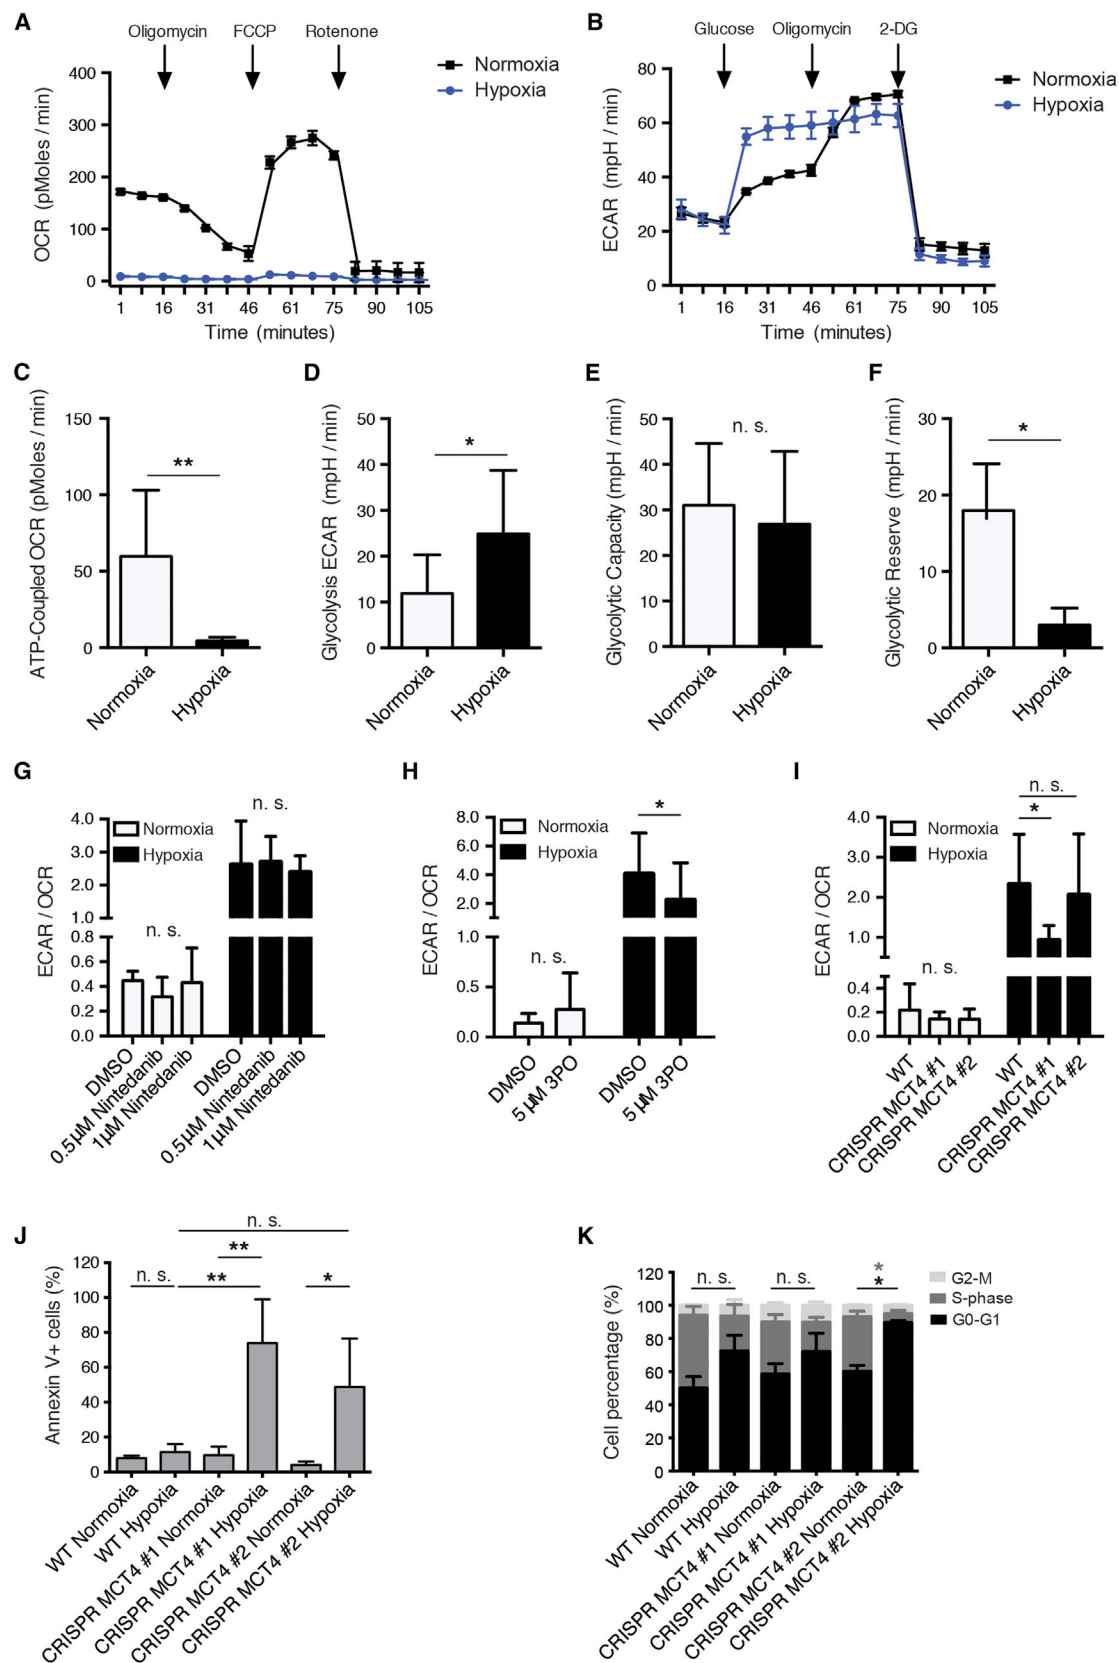 A
Oligomycin FCCP Rotenone
Normoxia
Hypoxia
OCR (pMoles / min)
400
300
200
100
0
1 16 31 46 61 75 90 105
Time (minutes)
B
Glucose Oligomycin 2-DG
Normoxia
Hypoxia
ECAR (mpH / min)
80
60
40
20
0
1 16 31 46 61 75 90 105
Time (minutes)
C
ATP-Coupled OCR (pMoles / min)
150
100
50
0
**
Normoxia
Hypoxia
D
Glycolysis ECAR (mpH / min)
50
40
30
20
10
0
*
Normoxia
Hypoxia
E
Glycolytic Capacity (mpH / min)
50
40
30
20
10
0
n. s.
Normoxia
Hypoxia
F
Glycolytic Reserve (mpH / min)
30
20
10
0
*
Normoxia
Hypoxia
G
ECAR / OCR
4.0
3.0
2.0
1.0
0.8
0.6
0.4
0.2
0.0
Normoxia
Hypoxia
n. s.
n. s.
DMSO
0.5µM Nintedanib
1µM Nintedanib
DMSO
0.5µM Nintedanib
1µM Nintedanib
H
ECAR / OCR
8.0
6.0
4.0
2.0
1.0
0.5
0.0
Normoxia
Hypoxia
n. s.
*
DMSO
5 µM 3PO
DMSO
5 µM 3PO
I
ECAR / OCR
4.0
3.0
2.0
1.0
0.4
0.2
0.0
Normoxia
Hypoxia
n. s.
n. s.
*
WT
CRISPR MCT4 #1
CRISPR MCT4 #2
WT
CRISPR MCT4 #1
CRISPR MCT4 #2
J
Annexin V+ cells (%)
120
100
80
60
40
20
0
n. s.
**
n. s.
**
*
WT Normoxia
WT Hypoxia
CRISPR MCT4 #1 Normoxia
CRISPR MCT4 #1 Hypoxia
CRISPR MCT4 #2 Normoxia
CRISPR MCT4 #2 Hypoxia
K
Cell percentage (%)
120
100
80
60
40
20
0
n. s.
n. s.
*
*
G2-M
S-phase
G0-G1
WT Normoxia
WT Hypoxia
CRISPR MCT4 #1 Normoxia
CRISPR MCT4 #1 Hypoxia
CRISPR MCT4 #2 Normoxia
CRISPR MCT4 #2 Hypoxia